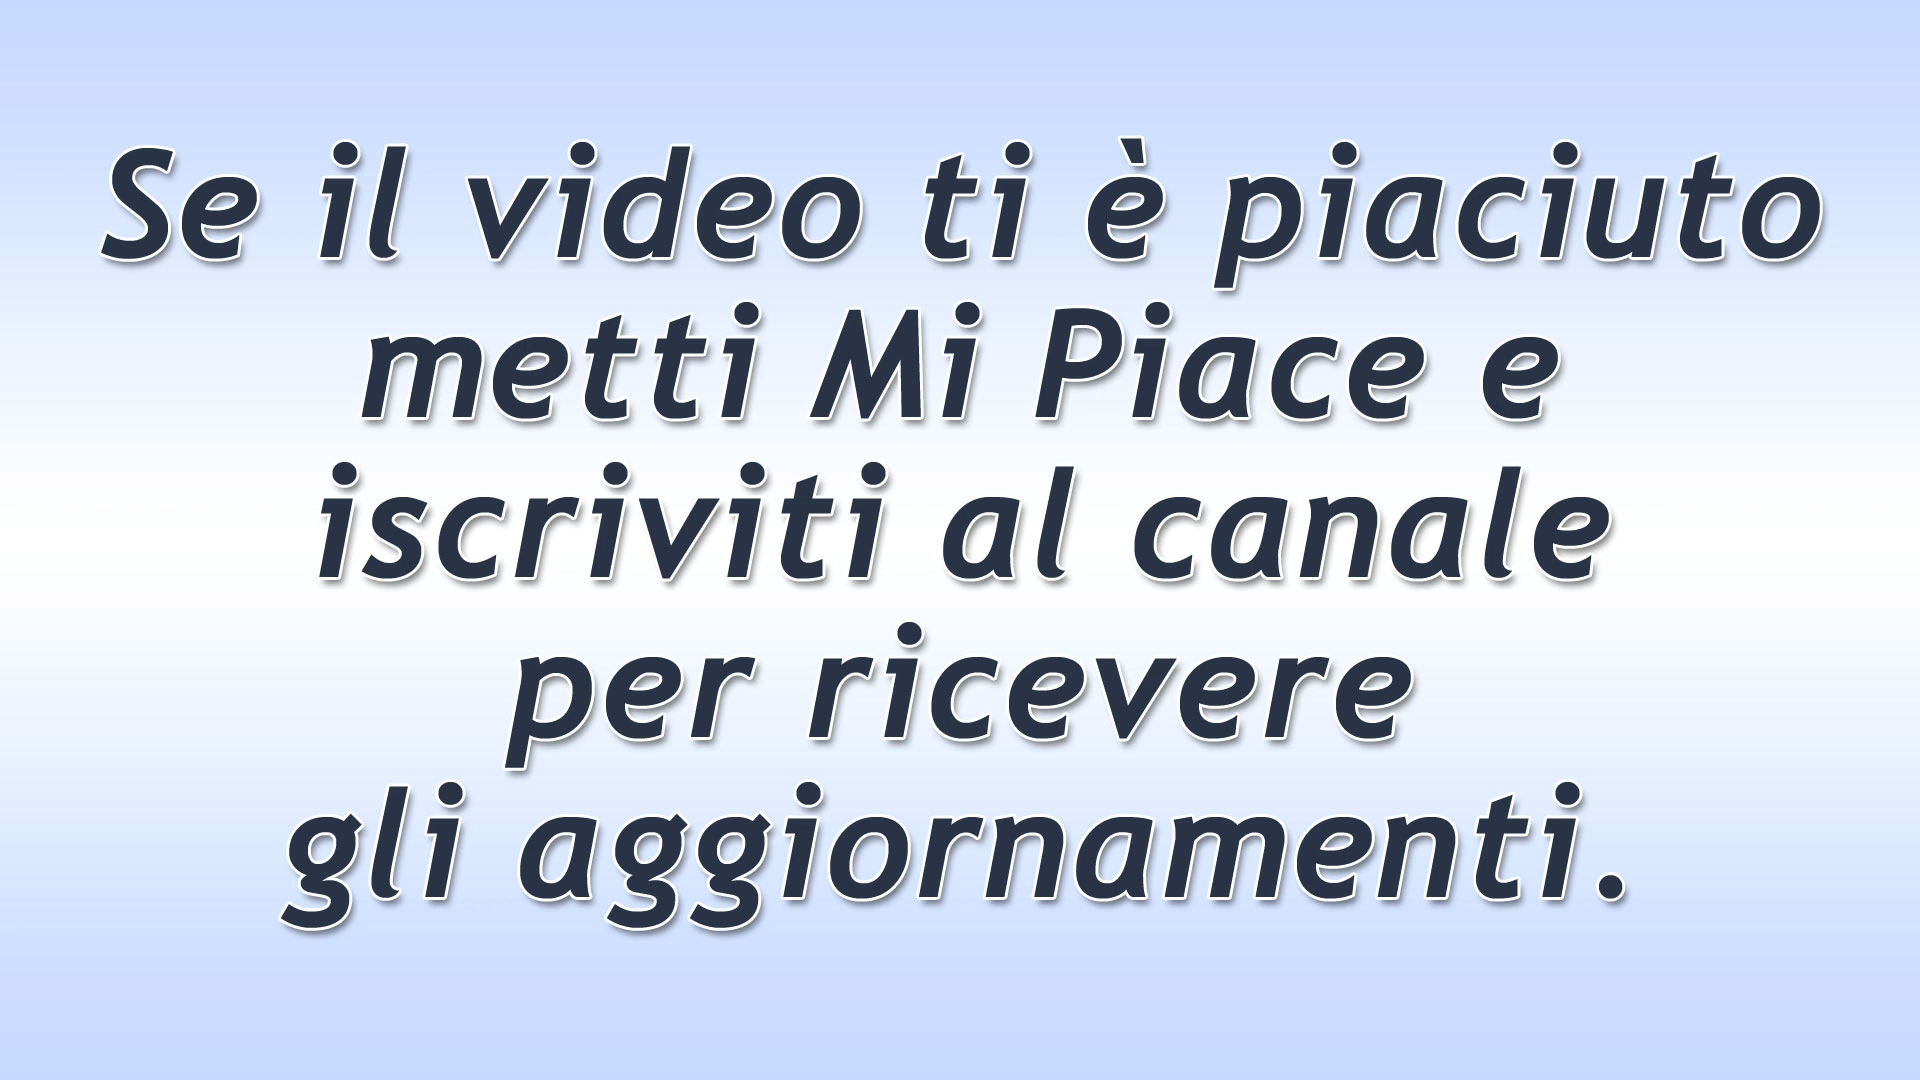 Se il video ti è piaciuto
metti Mi Piace e
iscriviti al canale
per ricevere
gli aggiornamenti.